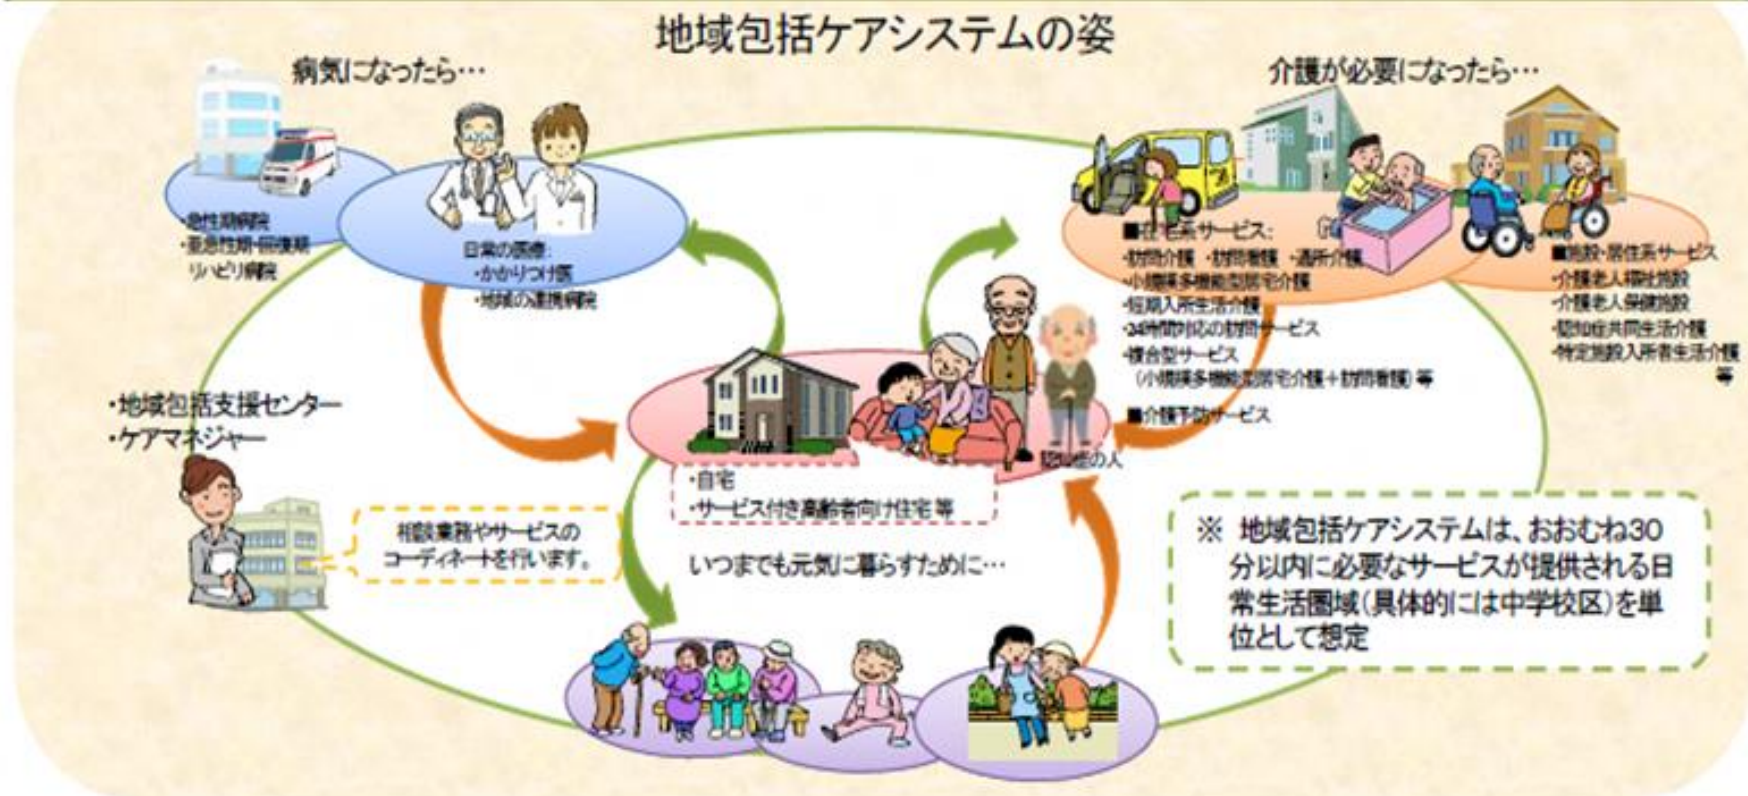 地域包括ケアシステムの姿
病気になったら…
・急性期病院
・亜急性期・回復期
リハビリ病院
日常の医療：
・かかりつけ医
・地域の連携病院
介護が必要になったら…
■在宅系サービス：
・訪問介護 ・訪問看護 ・通所介護
・小規模多機能型居宅介護
・短期入所生活介護
・24時間対応の訪問サービス
・複合型サービス
（小規模多機能型居宅介護＋訪問看護）等
■介護予防サービス
■施設・居住系サービス
・介護老人福祉施設
・介護老人保健施設
・認知症共同生活介護
・特定施設入所者生活介護
等
・地域包括支援センター
・ケアマネジャー
相談業務やサービスの
コーディネートを行います。
認知症の人
・自宅
・サービス付き高齢者向け住宅 等
いつまでも元気に暮らすために…
※ 地域包括ケアシステムは、おおむね30
分以内に必要なサービスが提供される日
常生活圏域（具体的には中学校区）を単
位として想定